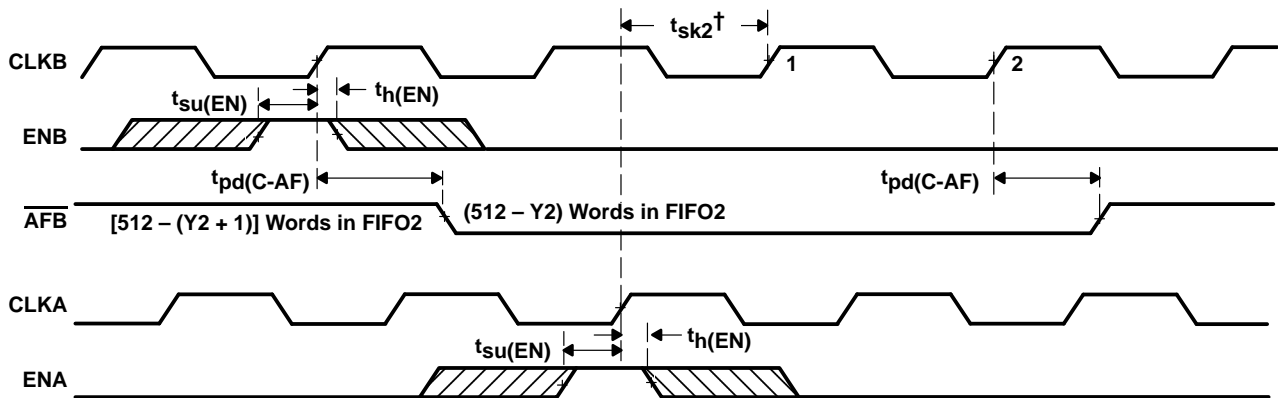 tsk2†
CLKB
1
2
tsu(EN)
th(EN)
ENB
tpd(C-AF)
tpd(C-AF)
AFB
[512 – (Y2 + 1)] Words in FIFO2
(512 – Y2) Words in FIFO2
CLKA
tsu(EN)
th(EN)
ENA